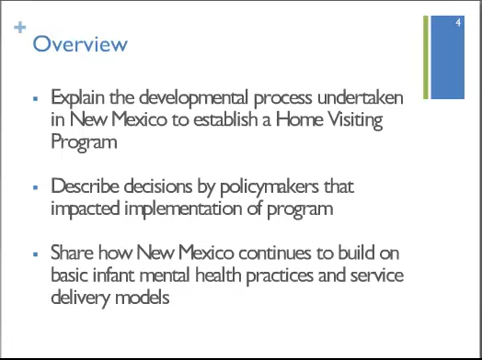 4
+
Overview
▪ Explain the developmental process undertaken
in New Mexico to establish a Home Visiting
Program
▪ Describe decisions by policymakers that
impacted implementation of program
▪ Share how New Mexico continues to build on
basic infant mental health practices and service
delivery models